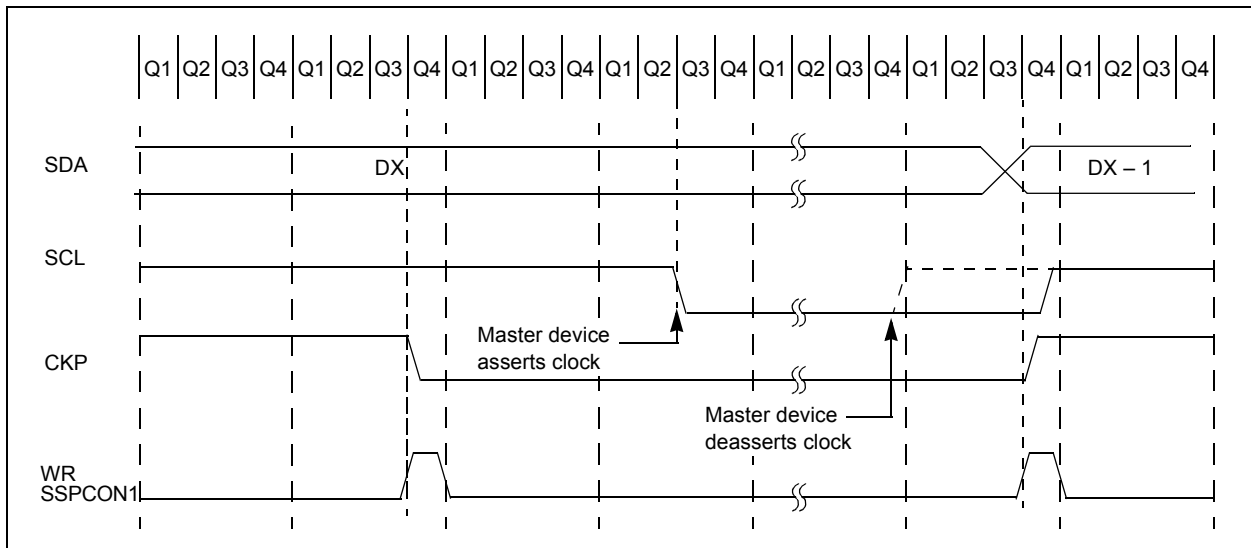 Q1 Q2 Q3 Q4 Q1 Q2 Q3 Q4 Q1 Q2 Q3 Q4 Q1 Q2 Q3 Q4 Q1 Q2 Q3 Q4 Q1 Q2 Q3 Q4 Q1 Q2 Q3 Q4
SDA
DX
DX – 1
SCL
Master device
asserts clock
CKP
Master device
deasserts clock
WR
SSPCON1